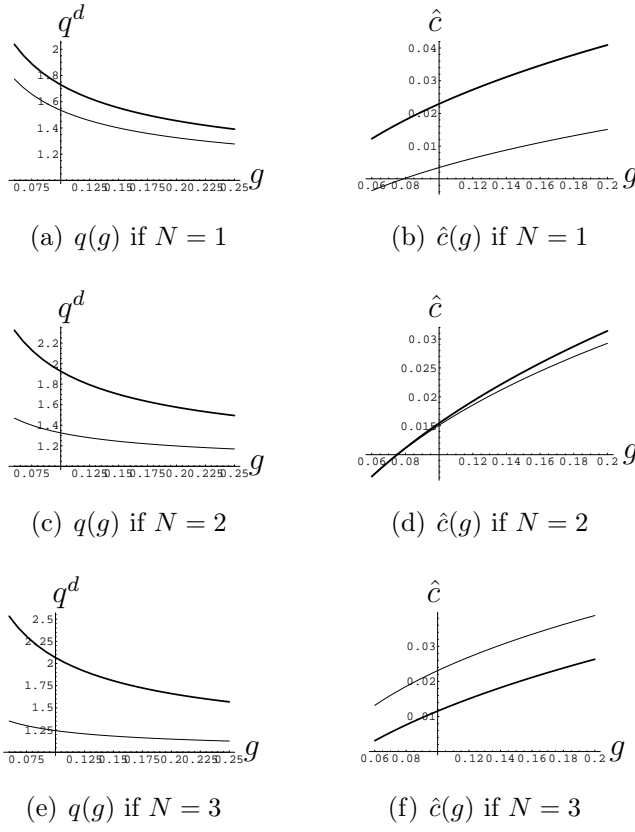 q^d ĉ
2 0.04
1.8 0.03
1.6 0.02
1.4 0.01
1.2
0.075 0.125 0.15 0.175 0.2 0.225 0.25 g 0.06 0.08 0.12 0.14 0.16 0.18 0.2 g
(a) q(g) if N = 1 (b) ĉ(g) if N = 1
q^d ĉ
2.2 0.03
2 0.025
1.8 0.02
1.6 0.015
1.4
1.2
0.075 0.125 0.15 0.175 0.2 0.225 0.25 g 0.06 0.08 0.12 0.14 0.16 0.18 0.2 g
(c) q(g) if N = 2 (d) ĉ(g) if N = 2
q^d ĉ
2.5 0.03
2.25 0.02
2 0.01
1.75
1.5
1.25
0.075 0.125 0.15 0.175 0.2 0.225 0.25 g 0.06 0.08 0.12 0.14 0.16 0.18 0.2 g
(e) q(g) if N = 3 (f) ĉ(g) if N = 3